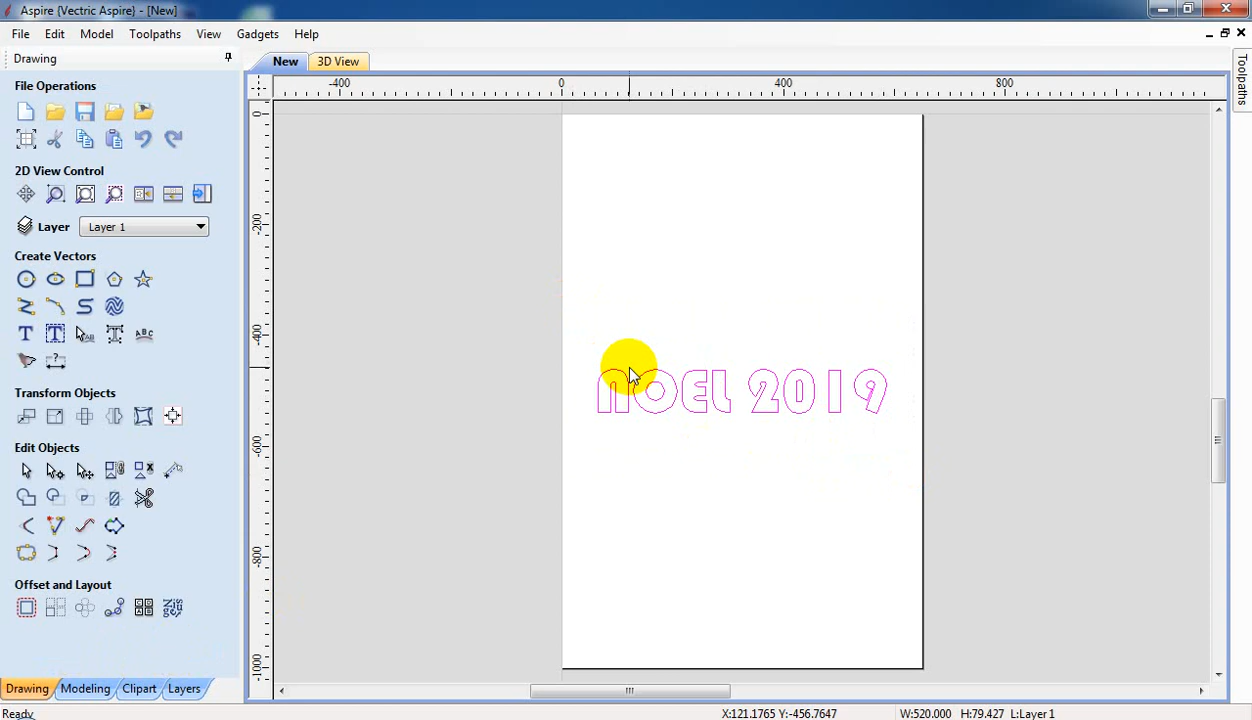 Aspire {Vectric Aspire} - [New]
File Edit Model Toolpaths View Gadgets Help
Drawing
New 3D View
Toolpaths
File Operations
-400 0 400 800
0
-200
-400
-600
-800
-1000
2D View Control
Layer Layer 1
Create Vectors
Transform Objects
Edit Objects
Offset and Layout
NOEL 2019
Drawing Modeling Clipart Layers
Ready X:121.1765 Y:-456.7647 W:520.000 H:79.427 L:Layer 1